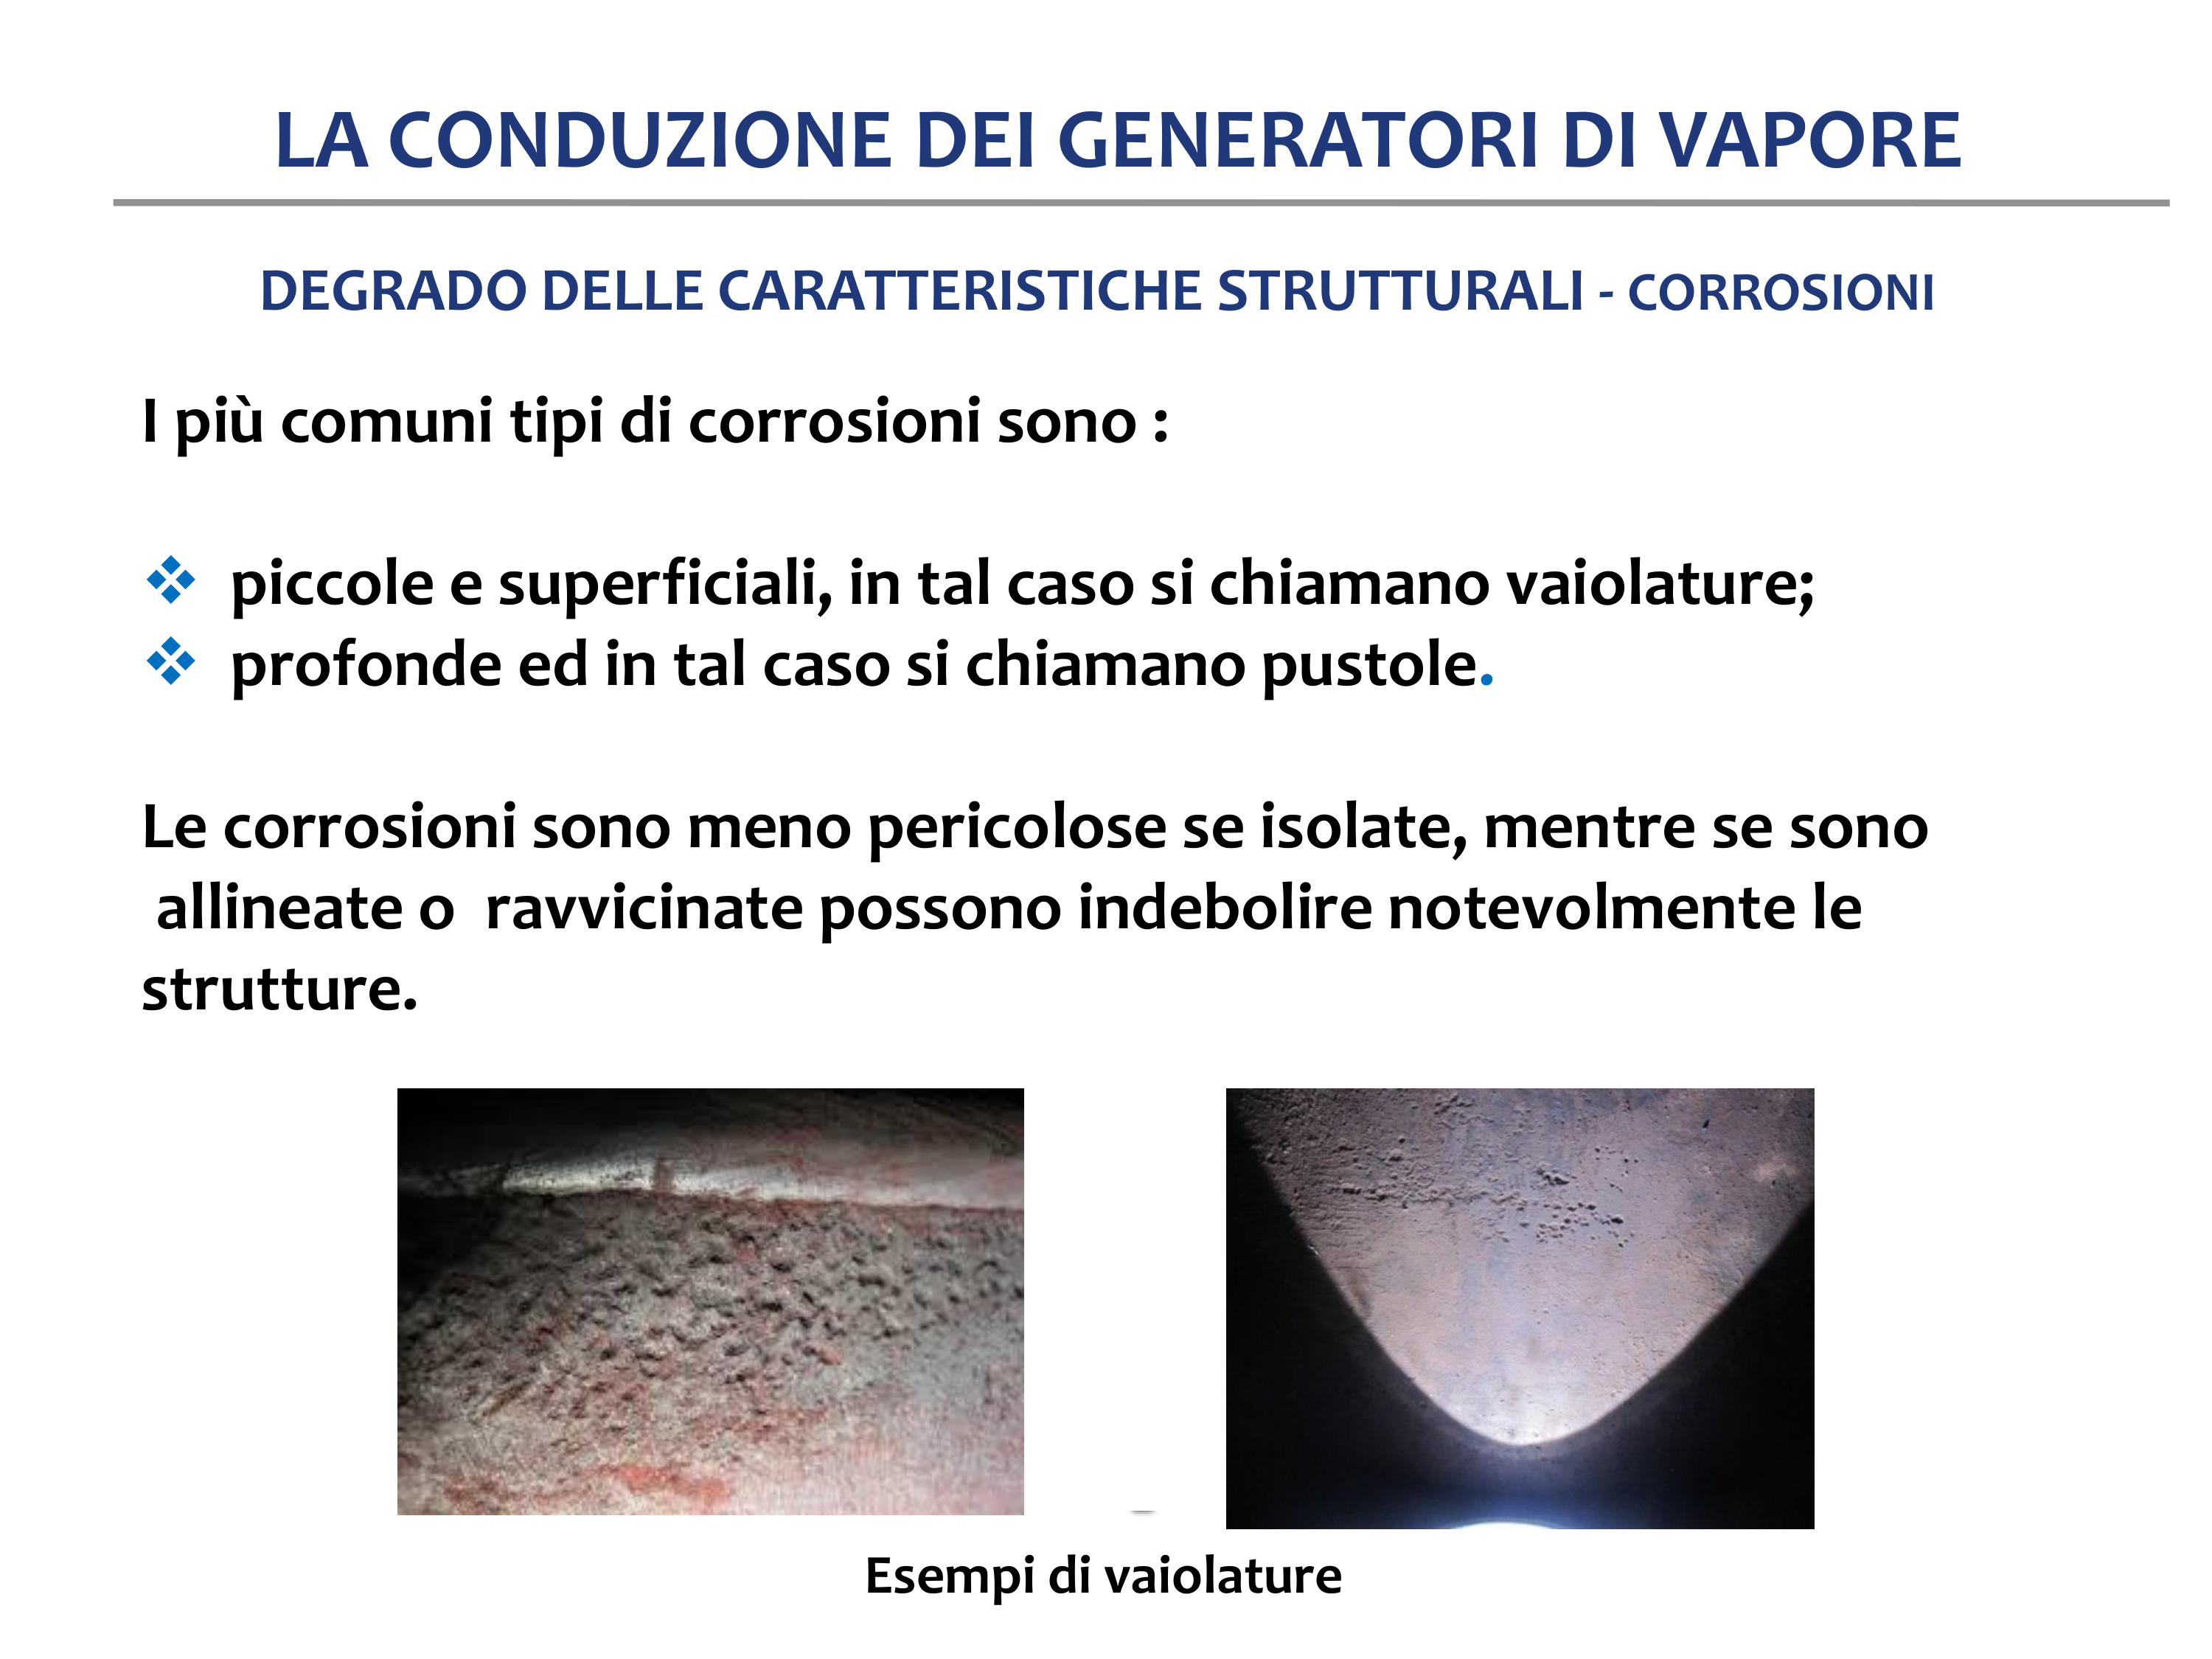 LA CONDUZIONE DEI GENERATORI DI VAPORE
DEGRADO DELLE CARATTERISTICHE STRUTTURALI - CORROSIONI
I più comuni tipi di corrosioni sono :
❖ piccole e superficiali, in tal caso si chiamano vaiolature;
❖ profonde ed in tal caso si chiamano pustole.
Le corrosioni sono meno pericolose se isolate, mentre se sono
allineate o ravvicinate possono indebolire notevolmente le
strutture.
Esempi di vaiolature